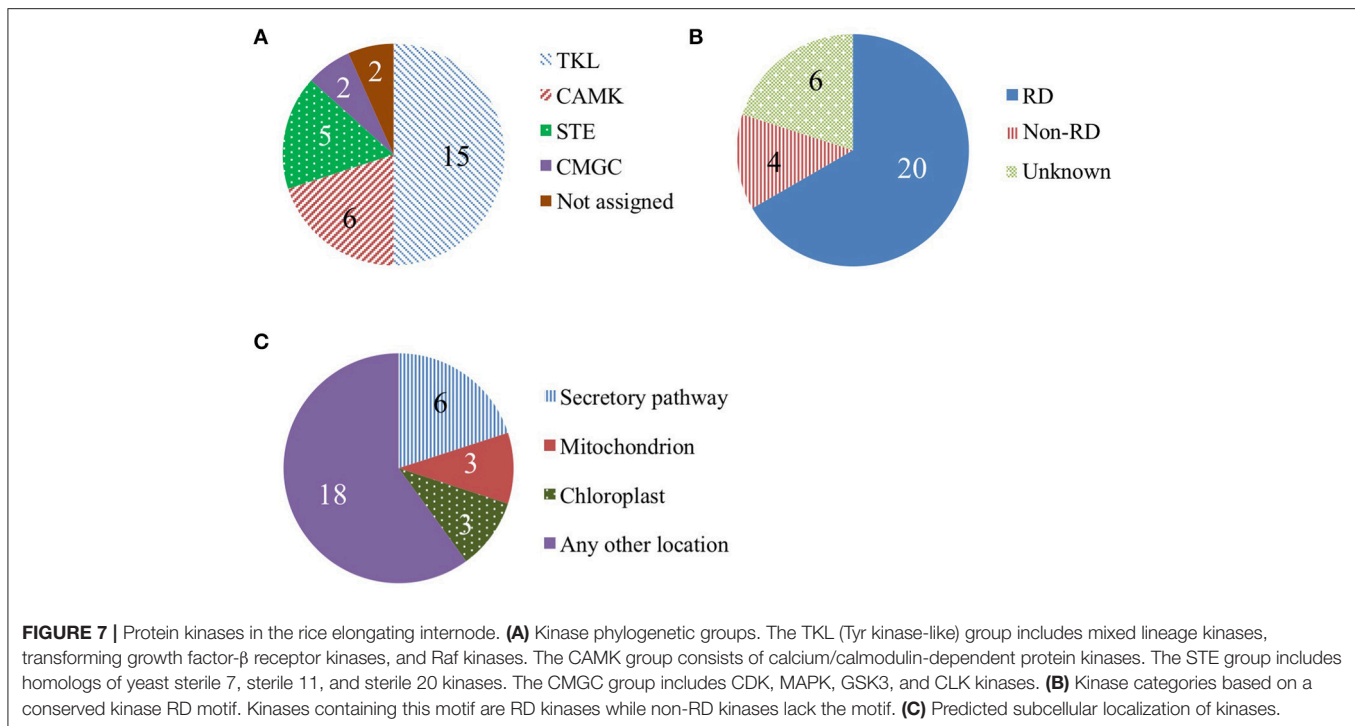 (A)
2
2
5
15
6
TKL
CAMK
STE
CMGC
Not assigned
(B)
6
4
20
RD
Non-RD
Unknown
(C)
6
3
18
3
Secretory pathway
Mitochondrion
Chloroplast
Any other location
FIGURE 7 | Protein kinases in the rice elongating internode. (A) Kinase phylogenetic groups. The TKL (Tyr kinase-like) group includes mixed lineage kinases,
transforming growth factor-β receptor kinases, and Raf kinases. The CAMK group consists of calcium/calmodulin-dependent protein kinases. The STE group includes
homologs of yeast sterile 7, sterile 11, and sterile 20 kinases. The CMGC group includes CDK, MAPK, GSK3, and CLK kinases. (B) Kinase categories based on a
conserved kinase RD motif. Kinases containing this motif are RD kinases while non-RD kinases lack the motif. (C) Predicted subcellular localization of kinases.